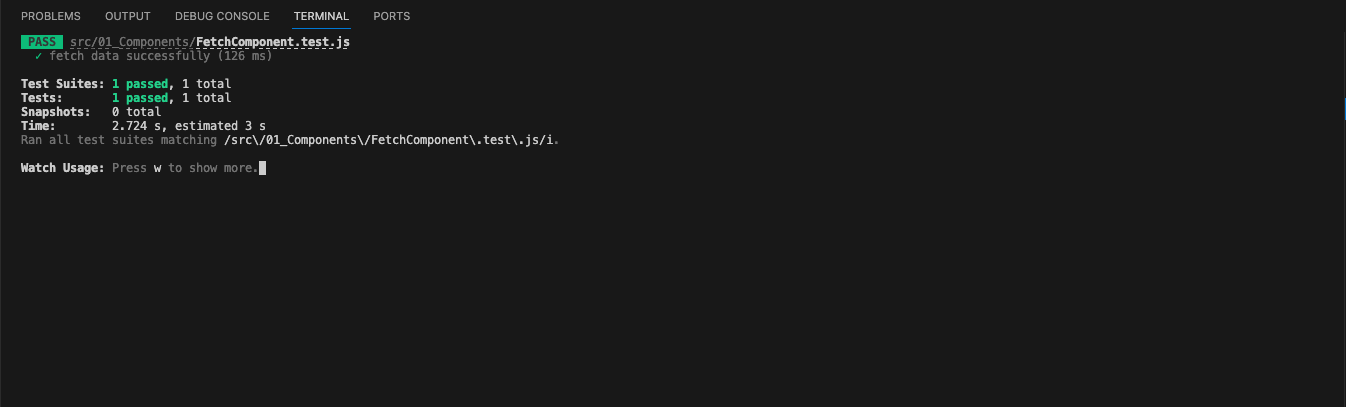 PROBLEMS OUTPUT DEBUG CONSOLE TERMINAL PORTS
PASS src/01_Components/FetchComponent.test.js
✓ fetch data successfully (126 ms)
Test Suites: 1 passed, 1 total
Tests: 1 passed, 1 total
Snapshots: 0 total
Time: 2.724 s, estimated 3 s
Ran all test suites matching /src\/01_Components\/FetchComponent\.test\.js/i.
Watch Usage: Press w to show more.